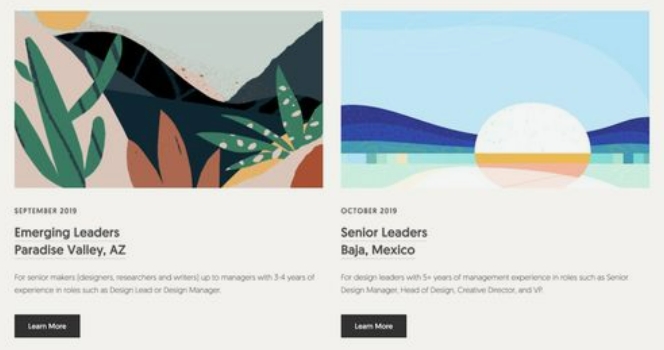 SEPTEMBER 2019
Emerging Leaders
Paradise Valley, AZ
For senior makers (designers, researchers and writers) up to managers with 3-4 years of
experience in roles such as Design Lead or Design Manager.
Learn More
OCTOBER 2019
Senior Leaders
Baja, Mexico
For design leaders with 5+ years of management experience in roles such as Senior
Design Manager, Head of Design, Creative Director, and VP.
Learn More